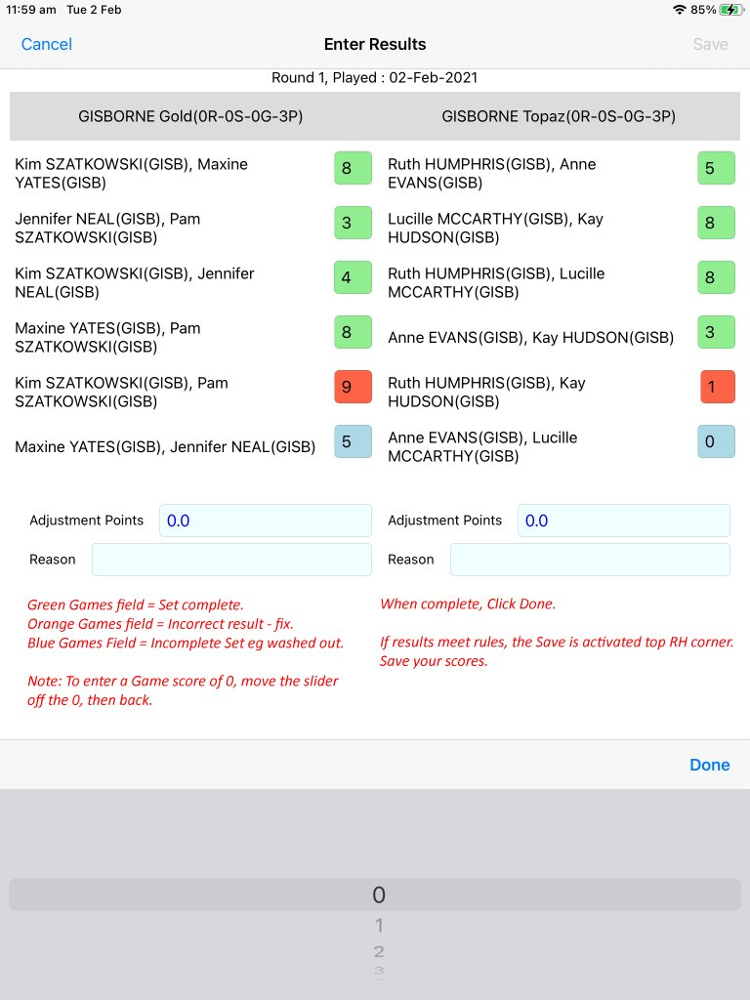 11:59 am Tue 2 Feb 85%
Cancel Enter Results Save
Round 1, Played : 02-Feb-2021
GISBORNE Gold(0R-0S-0G-3P) GISBORNE Topaz(0R-0S-0G-3P)
Kim SZATKOWSKI(GISB), Maxine
YATES(GISB)
8
Ruth HUMPHRIS(GISB), Anne
EVANS(GISB)
5
Jennifer NEAL(GISB), Pam
SZATKOWSKI(GISB)
3
Lucille MCCARTHY(GISB), Kay
HUDSON(GISB)
8
Kim SZATKOWSKI(GISB), Jennifer
NEAL(GISB)
4
Ruth HUMPHRIS(GISB), Lucille
MCCARTHY(GISB)
8
Maxine YATES(GISB), Pam
SZATKOWSKI(GISB)
8
Anne EVANS(GISB), Kay HUDSON(GISB)
3
Kim SZATKOWSKI(GISB), Pam
SZATKOWSKI(GISB)
9
Ruth HUMPHRIS(GISB), Kay
HUDSON(GISB)
1
Maxine YATES(GISB), Jennifer NEAL(GISB)
5
Anne EVANS(GISB), Lucille
MCCARTHY(GISB)
0
Adjustment Points 0.0
Adjustment Points 0.0
Reason
Reason
Green Games field = Set complete.
Orange Games field = Incorrect result - fix.
Blue Games Field = Incomplete Set eg washed out.
Note: To enter a Game score of 0, move the slider
off the 0, then back.
When complete, Click Done.
If results meet rules, the Save is activated top RH corner.
Save your scores.
Done
0
1
2
3